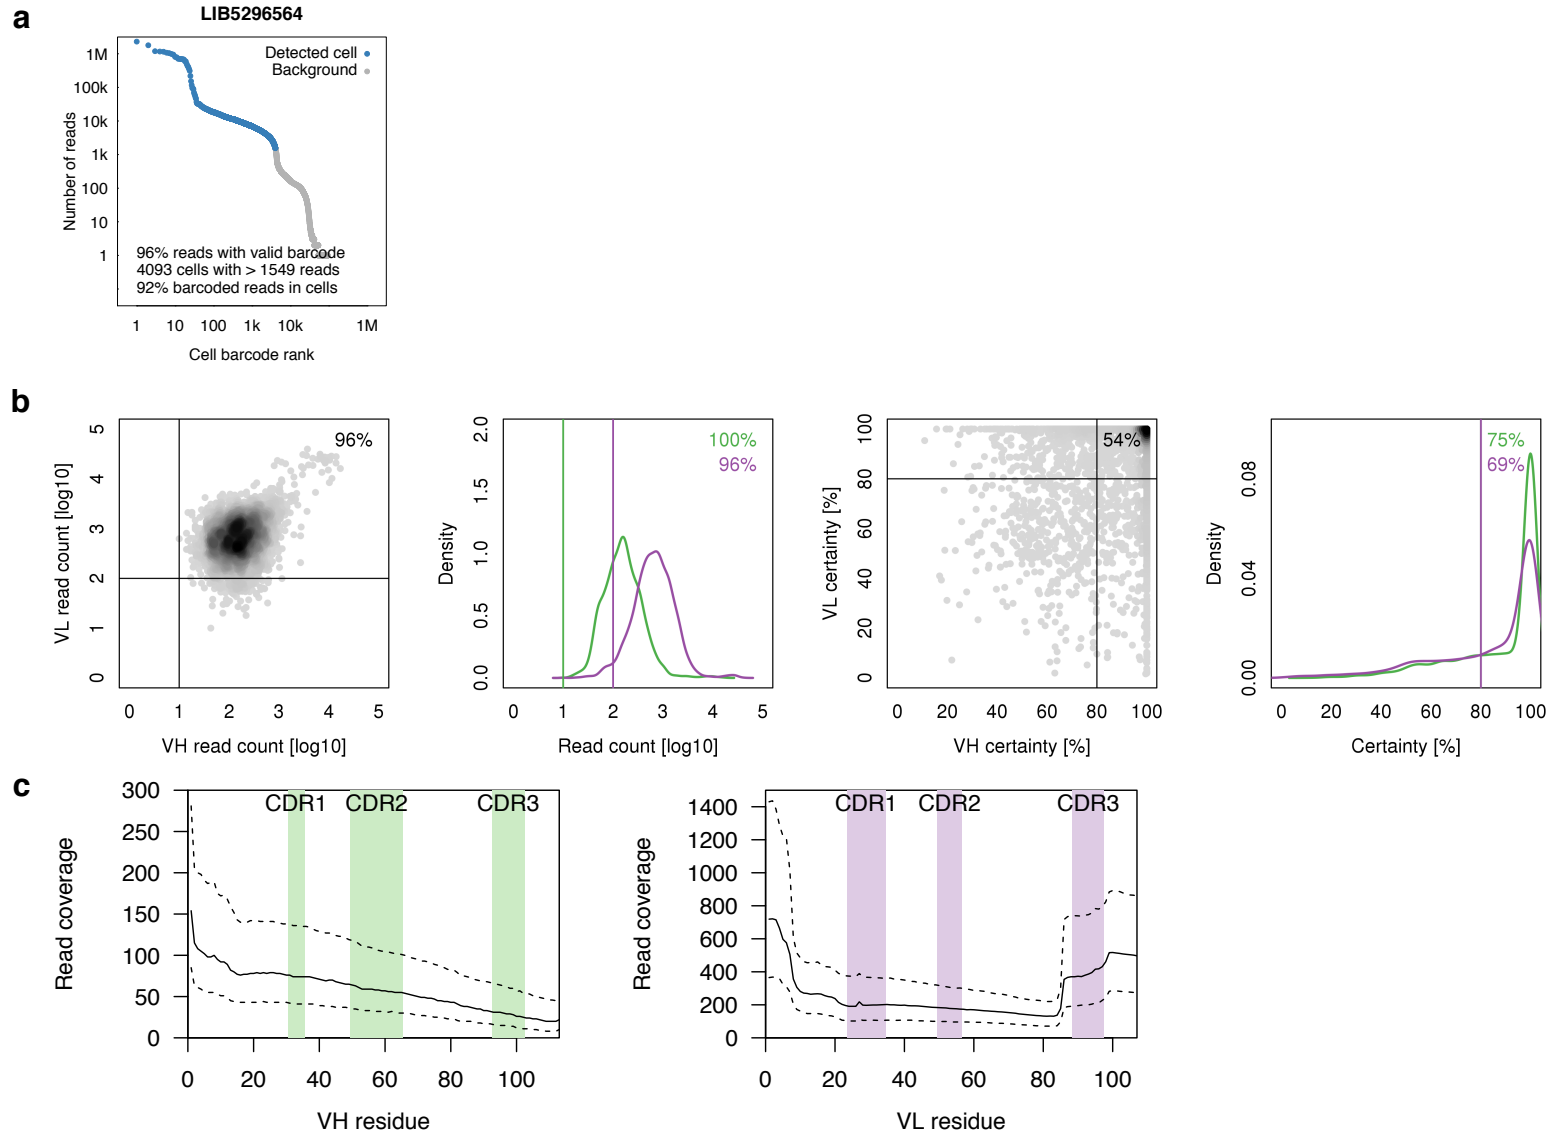 a
LIB5296564
Detected cell
Background
1M
100k
10k
1k
100
10
1
Number of reads
96% reads with valid barcode
4093 cells with > 1549 reads
92% barcoded reads in cells
1 10 100 1k 10k 1M
Cell barcode rank
b
96%
5
4
3
2
1
0
VL read count [log10]
0 1 2 3 4 5
VH read count [log10]
100%
96%
2.0
1.5
1.0
0.5
0.0
Density
0 1 2 3 4 5
Read count [log10]
54%
100
80
60
40
20
0
VL certainty [%]
0 20 40 60 80 100
VH certainty [%]
75%
69%
0.08
0.04
0.00
Density
0 20 40 60 80 100
Certainty [%]
c
CDR1 CDR2 CDR3
300
250
200
150
100
50
0
Read coverage
0 20 40 60 80 100
VH residue
CDR1 CDR2 CDR3
1400
1200
1000
800
600
400
200
0
Read coverage
0 20 40 60 80 100
VL residue